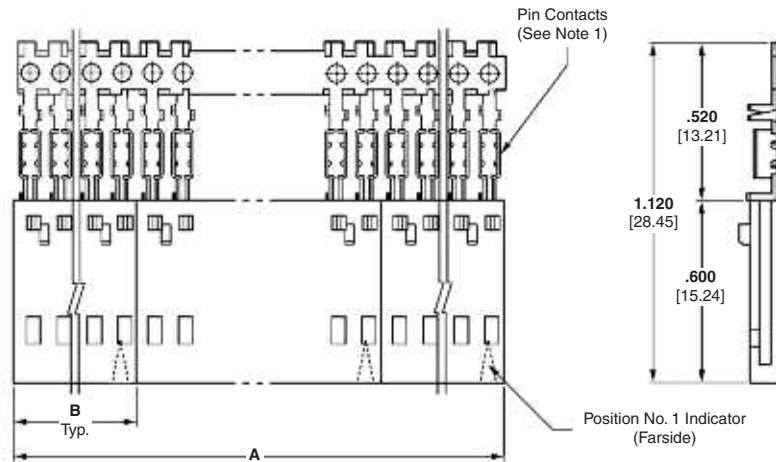 Pin Contacts
(See Note 1)
.520
[13.21]
1.120
[28.45]
.600
[15.24]
B
Typ.
A
Position No. 1 Indicator
(Farside)